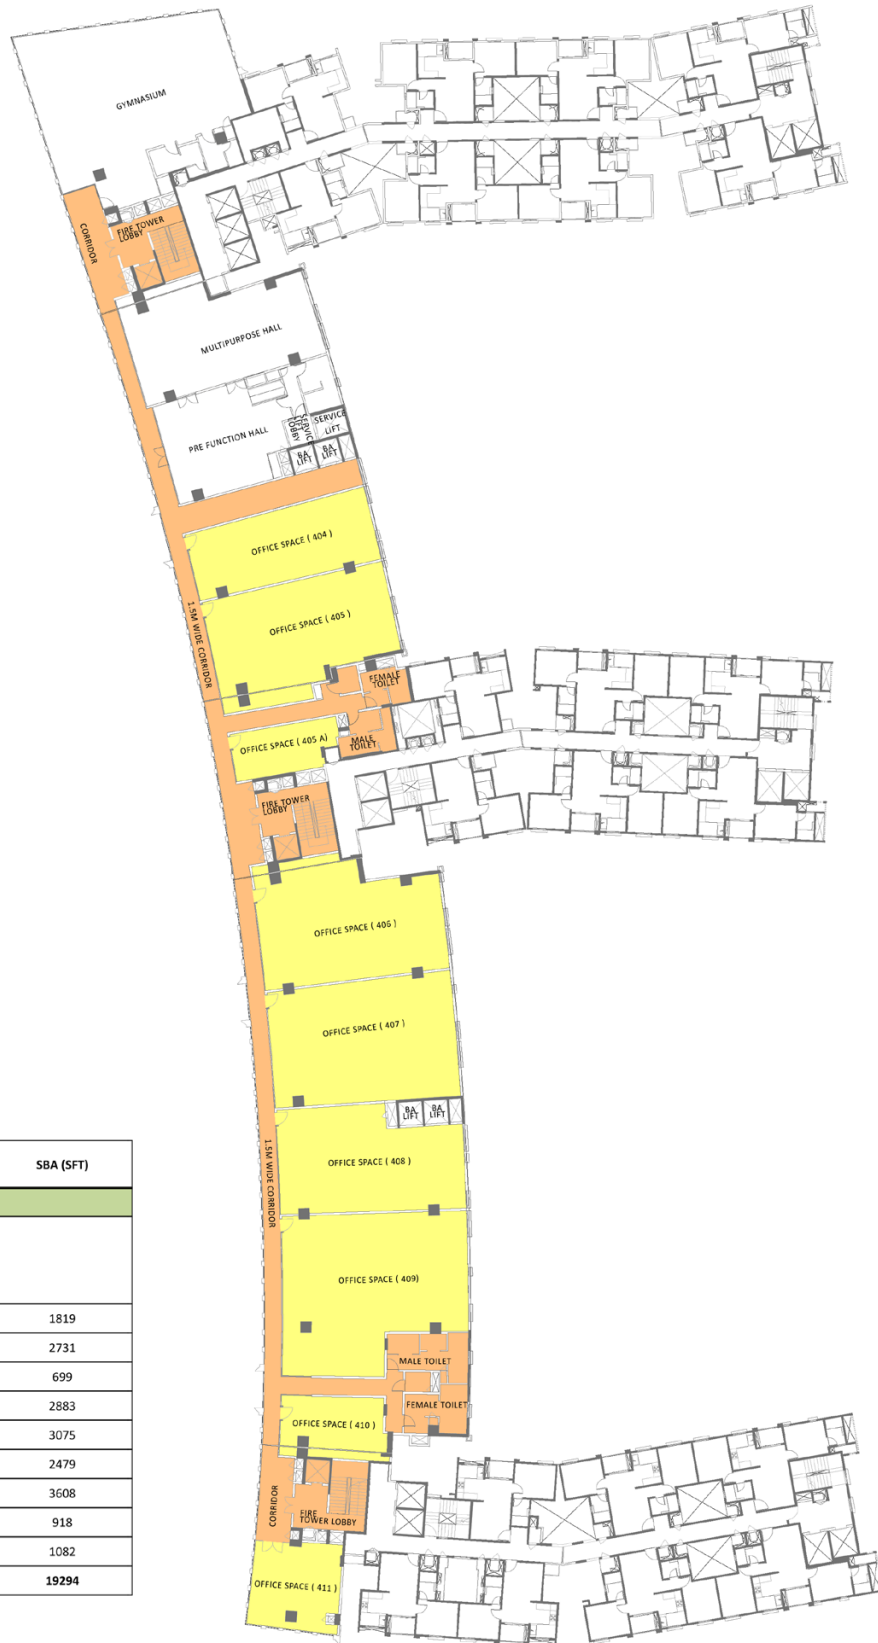 GYMNASIUM
CORRIDOR
FIRE TOWER
LOBBY
MULTIPURPOSE HALL
PRE FUNCTION HALL
SERVICE
LIFT
LOBBY
SERVICE
LIFT
BA
LIFT
BA
LIFT
OFFICE SPACE ( 404 )
OFFICE SPACE ( 405 )
1.5M WIDE CORRIDOR
FEMALE
TOILET
MALE
TOILET
OFFICE SPACE ( 405 A)
FIRE TOWER
LOBBY
OFFICE SPACE ( 406 )
OFFICE SPACE ( 407 )
BA
LIFT
BA
LIFT
1.5M WIDE CORRIDOR
OFFICE SPACE ( 408 )
OFFICE SPACE ( 409)
MALE TOILET
FEMALE TOILET
OFFICE SPACE ( 410 )
CORRIDOR
FIRE
TOWER LOBBY
OFFICE SPACE ( 411 )
SBA (SFT)
1819
2731
699
2883
3075
2479
3608
918
1082
19294